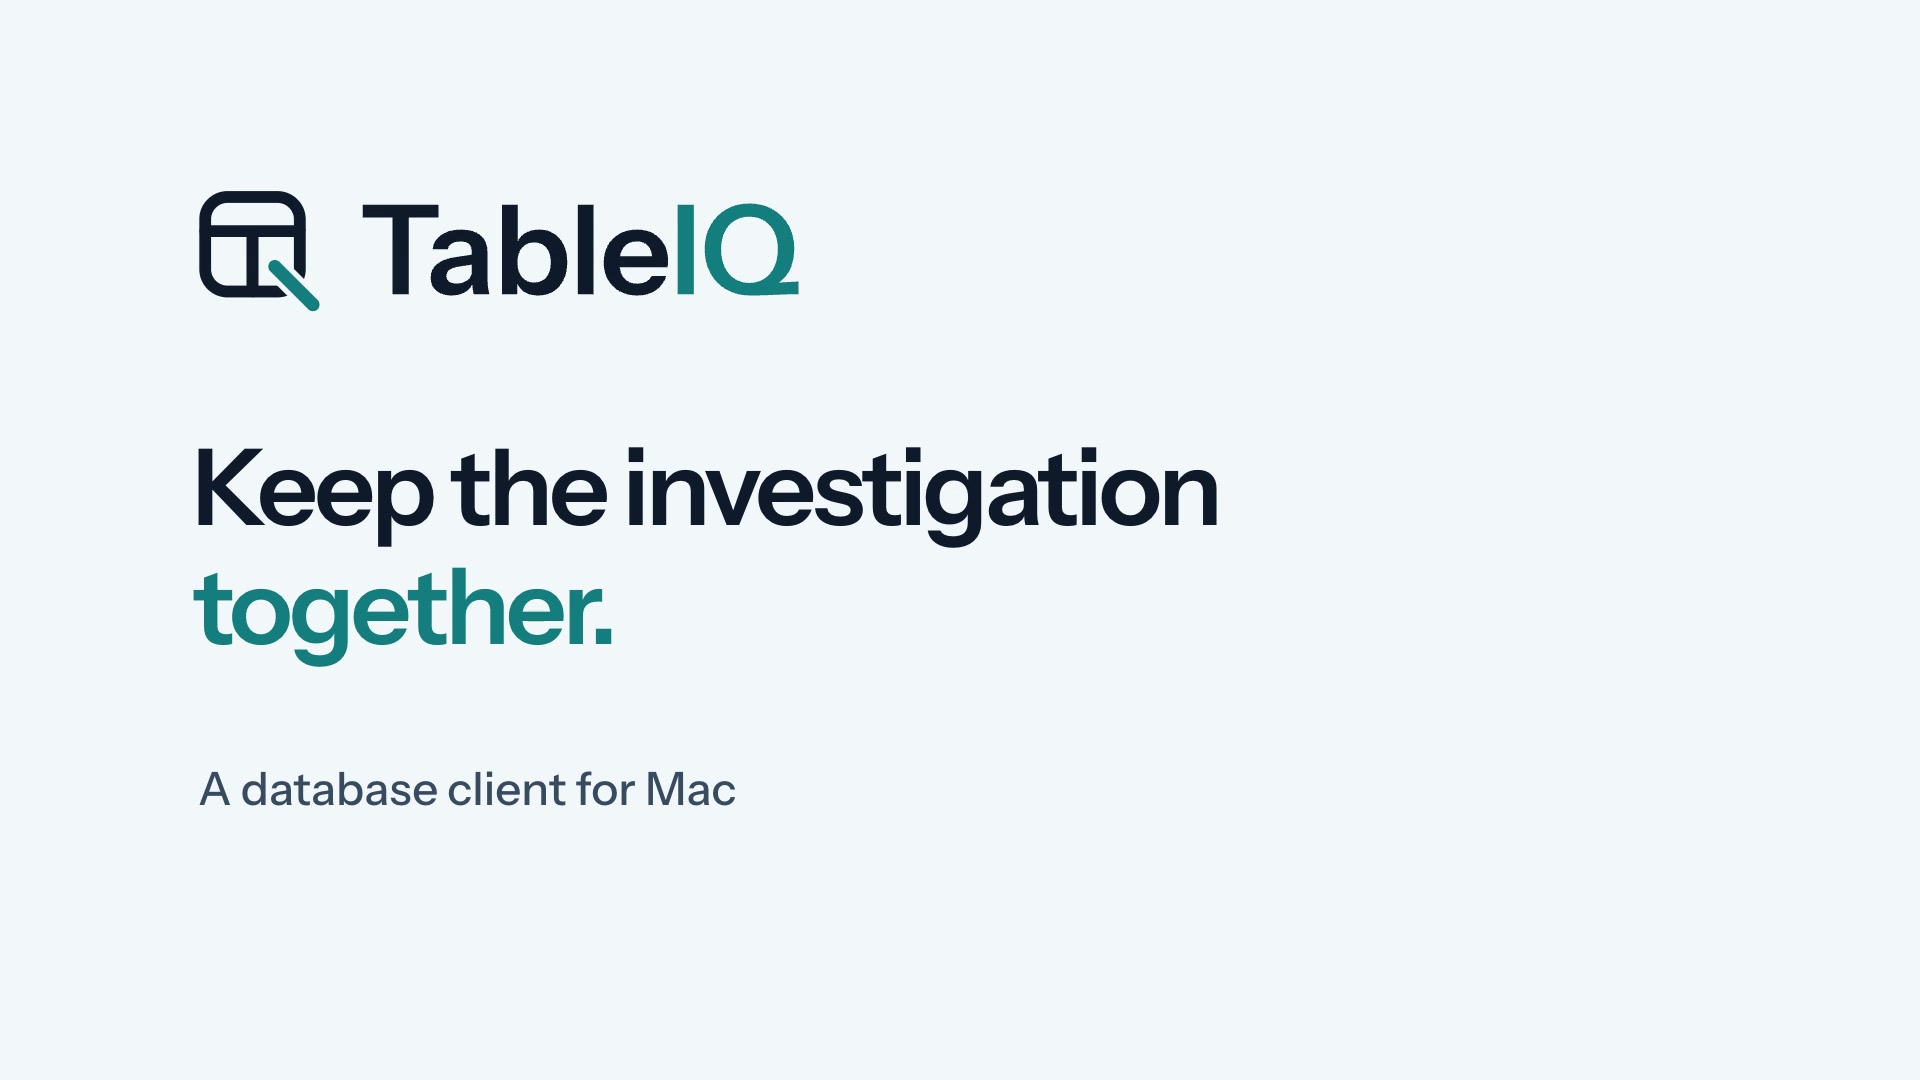 TableIQ
Keep the investigation
together.
A database client for Mac